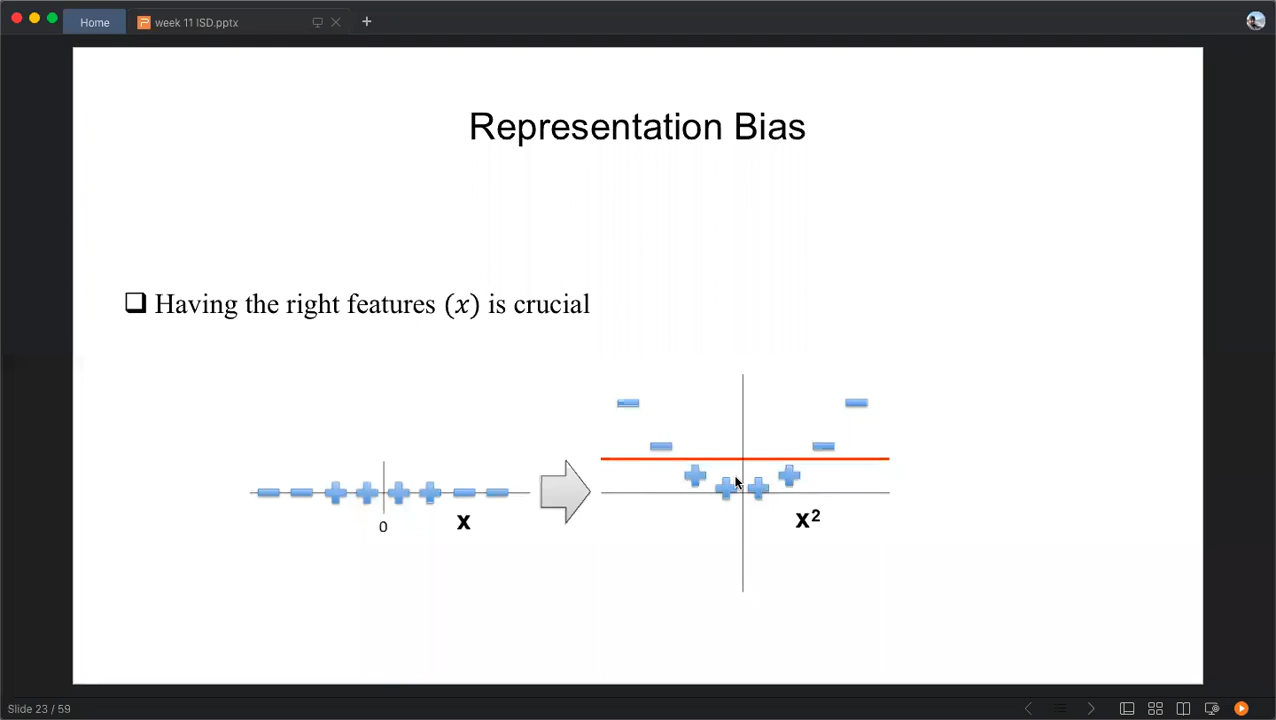 Home
week 11 ISD.pptx
Representation Bias
Having the right features (𝑥) is crucial
0
x
x²
Slide 23 / 59